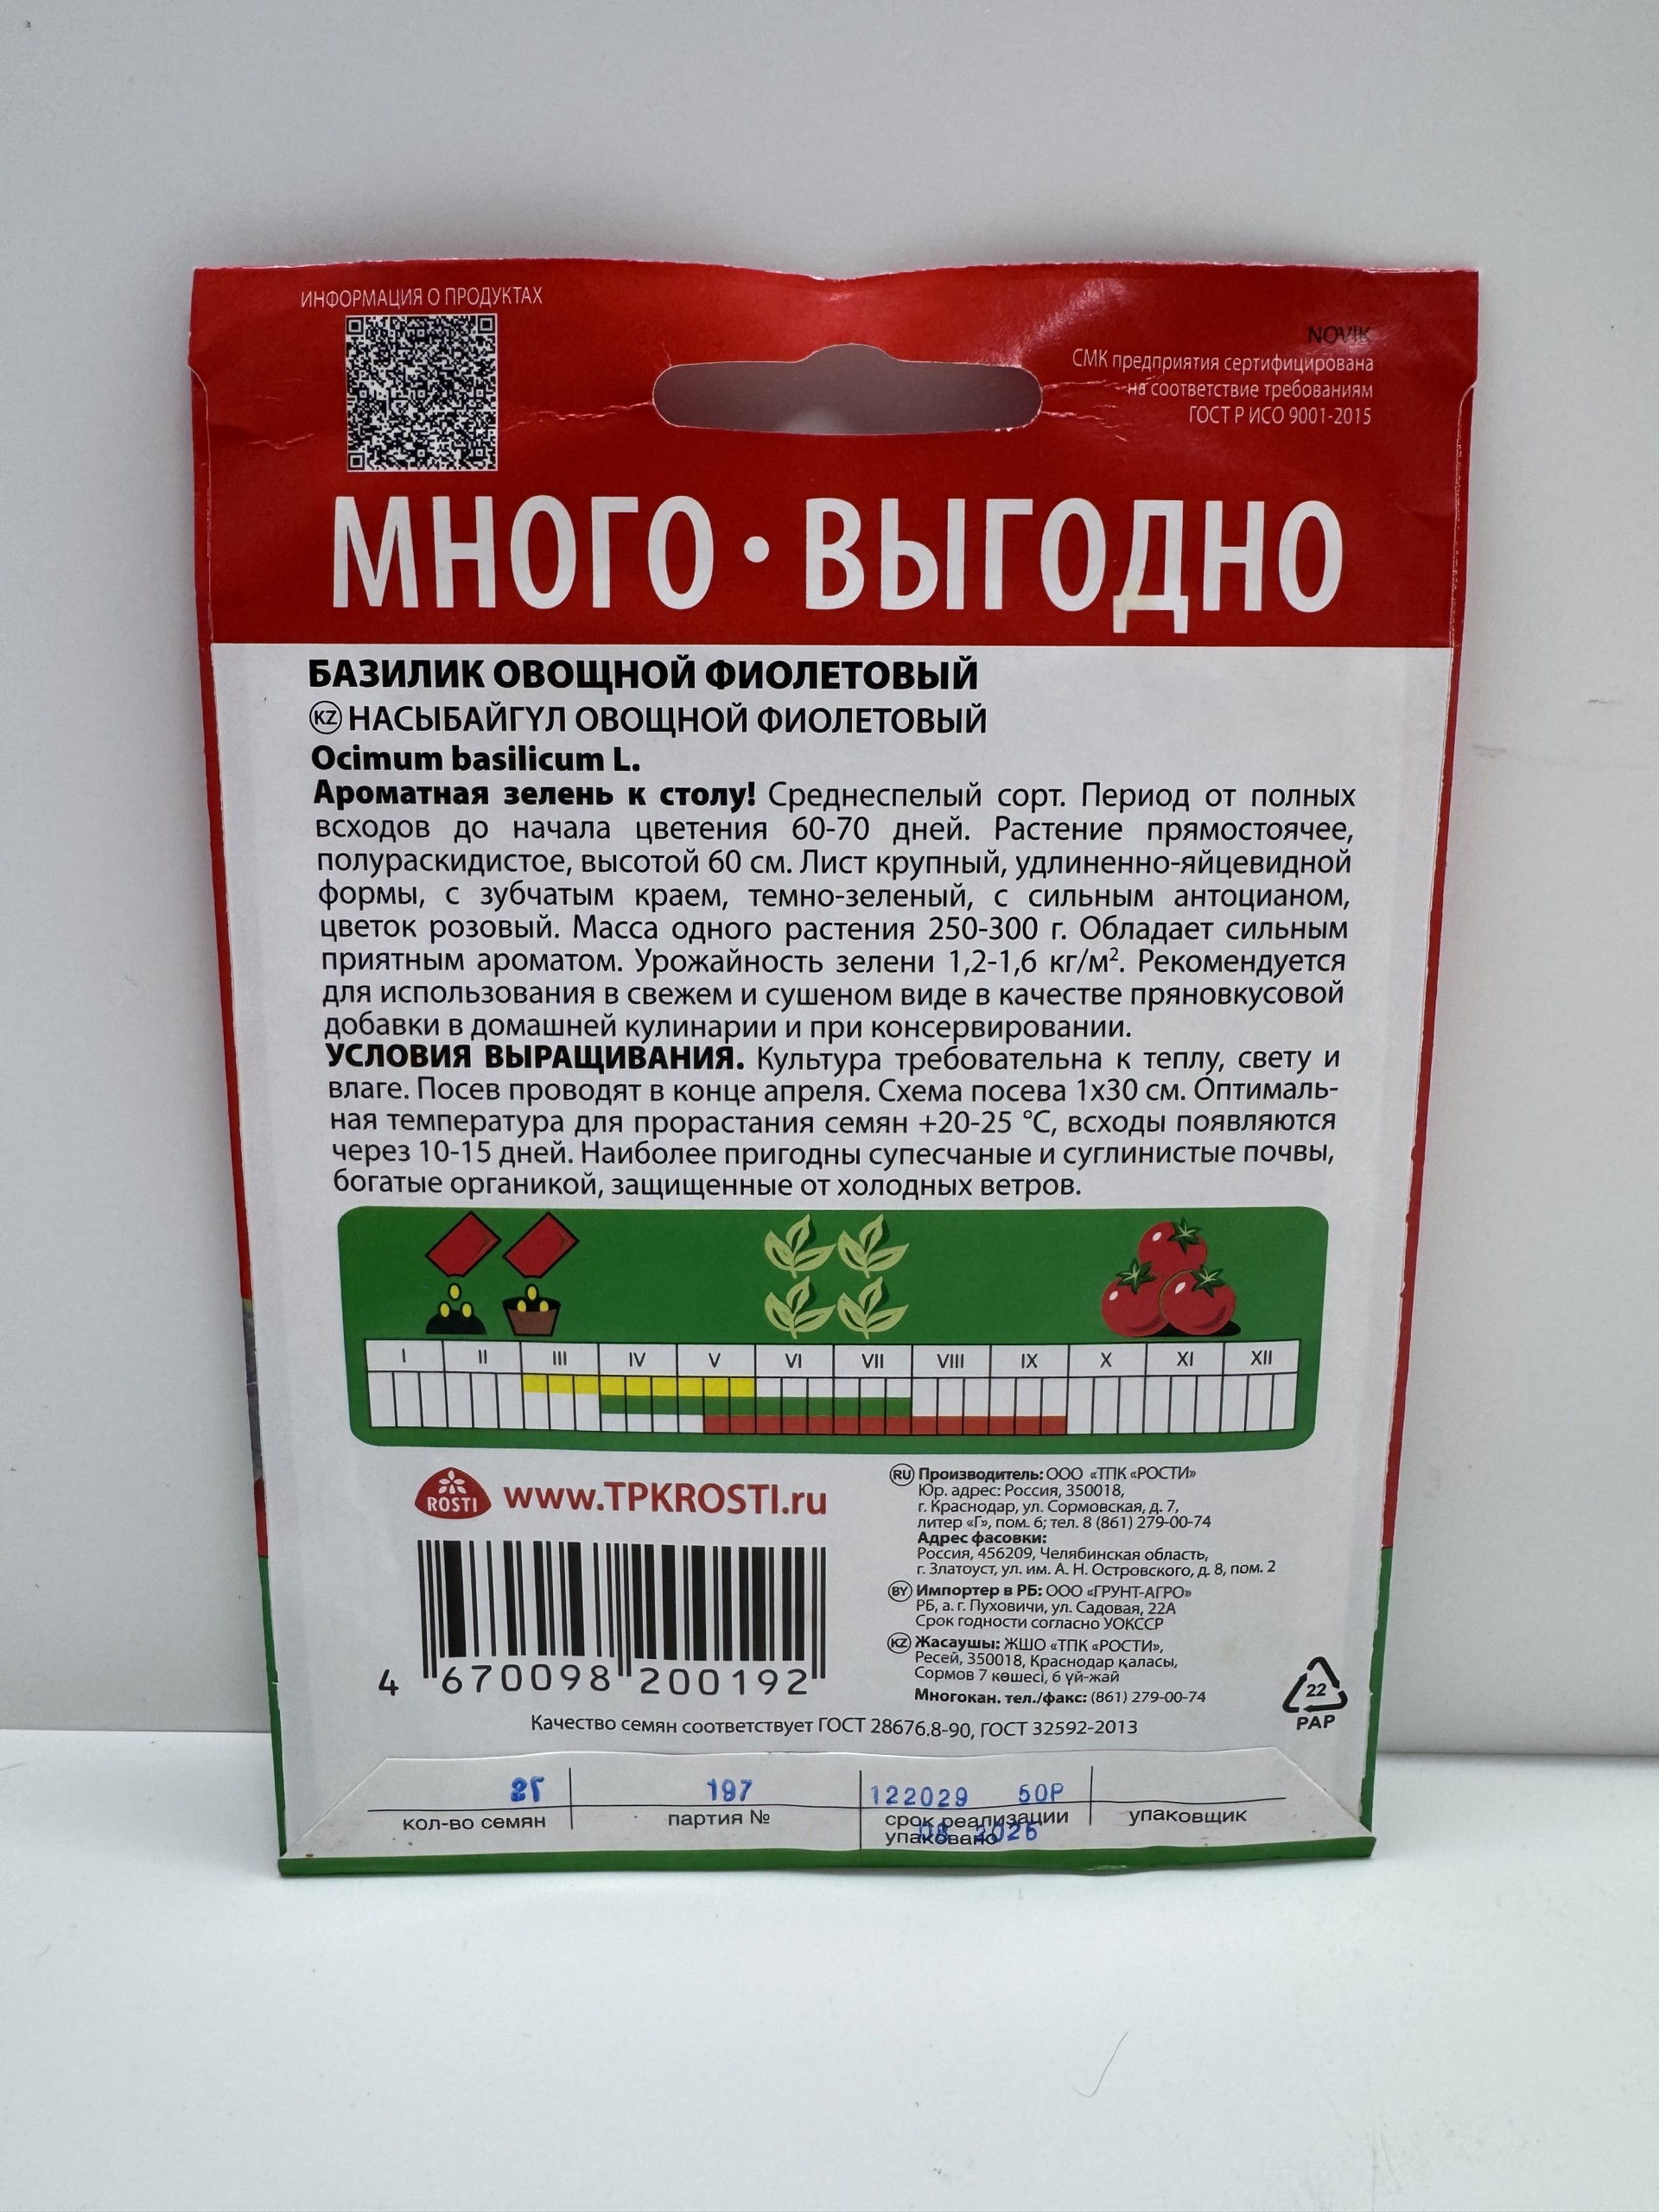 ИНФОРМАЦИЯ О ПРОДУКТАХ
NOVIK
СМК предприятия сертифицирована
на соответствие требованиям
ГОСТ Р ИСО 9001-2015
МНОГО • ВЫГОДНО
БАЗИЛИК ОВОЩНОЙ ФИОЛЕТОВЫЙ
KZ НАСЫБАЙГҮЛ ОВОЩНОЙ ФИОЛЕТОВЫЙ
Ocimum basilicum L.
Ароматная зелень к столу! Среднеспелый сорт. Период от полных
всходов до начала цветения 60-70 дней. Растение прямостоячее,
полураскидистое, высотой 60 см. Лист крупный, удлиненно-яйцевидной
формы, с зубчатым краем, темно-зеленый, с сильным антоцианом,
цветок розовый. Масса одного растения 250-300 г. Обладает сильным
приятным ароматом. Урожайность зелени 1,2-1,6 кг/м². Рекомендуется
для использования в свежем и сушеном виде в качестве пряновкусовой
добавки в домашней кулинарии и при консервировании.
УСЛОВИЯ ВЫРАЩИВАНИЯ. Культура требовательна к теплу, свету и
влаге. Посев проводят в конце апреля. Схема посева 1х30 см. Оптималь-
ная температура для прорастания семян +20-25 °С, всходы появляются
через 10-15 дней. Наиболее пригодны супесчаные и суглинистые почвы,
богатые органикой, защищенные от холодных ветров.
I II III IV V VI VII VIII IX X XI XII
ROSTI www.TPKROSTI.ru
RU Производитель: ООО «ТПК «РОСТИ»
Юр. адрес: Россия, 350018,
г. Краснодар, ул. Сормовская, д. 7,
литер «Г», пом. 6; тел. 8 (861) 279-00-74
Адрес фасовки:
Россия, 456209, Челябинская область,
г. Златоуст, ул. им. А. Н. Островского, д. 8, пом. 2
BY Импортер в РБ: ООО «ГРУНТ-АГРО»
РБ, а. г. Пуховичи, ул. Садовая, 22А
Срок годности согласно УОКССР
KZ Жасаушы: ЖШО «ТПК «РОСТИ»,
Ресей, 350018, Краснодар қаласы,
Сормов 7 көшесі, 6 үй-жай
Многокан. тел./факс: (861) 279-00-74
4 670098 200192
22
PAP
Качество семян соответствует ГОСТ 28676.8-90, ГОСТ 32592-2013
2Г 197 122029 50Р
кол-во семян партия № срок реализации упаковщик
упаковано 08 2025